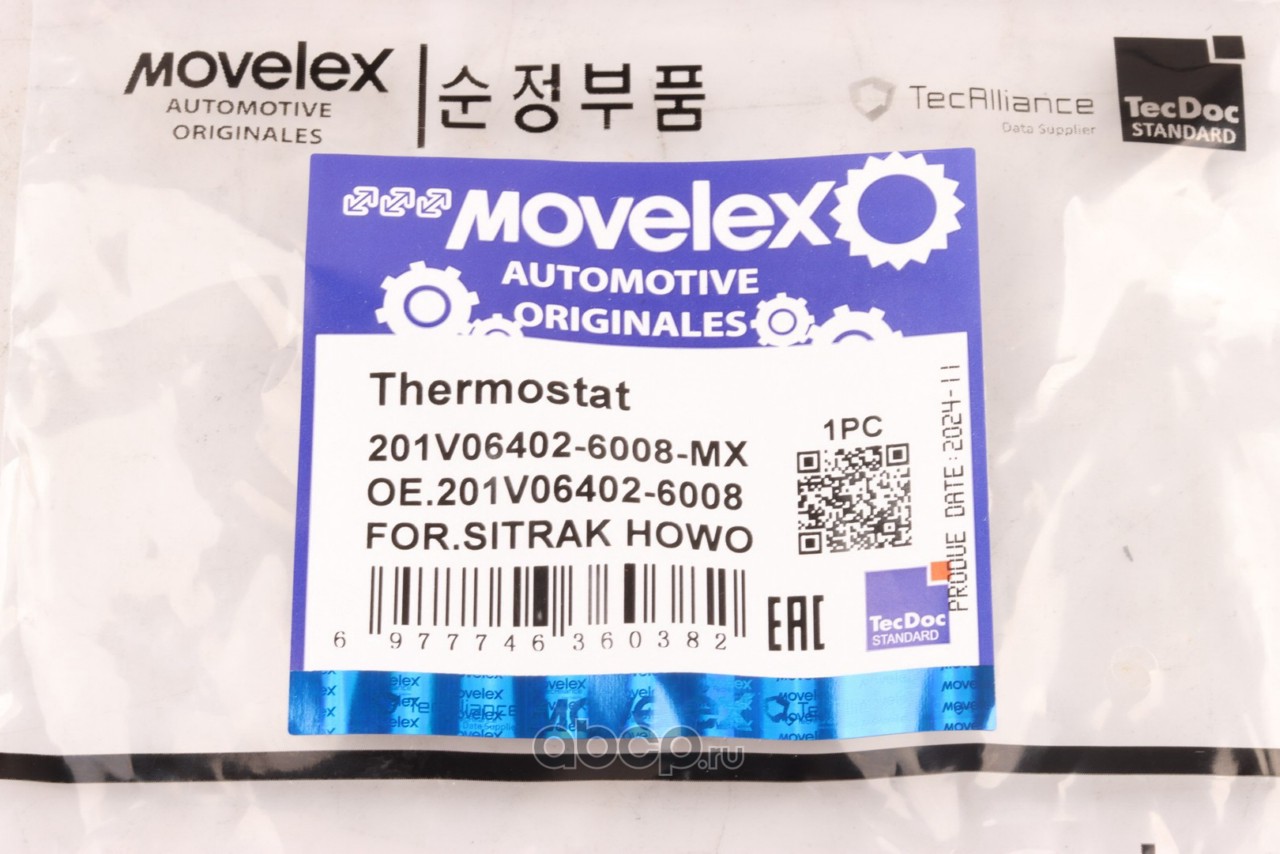 movelex
AUTOMOTIVE
ORIGINALES
순정부품
TecAlliance
Data Supplier
TecDoc
STANDARD
movelex
AUTOMOTIVE
ORIGINALES
Thermostat
201V06402-6008-MX
OE.201V06402-6008
FOR.SITRAK HOWO
1PC
PRODUE DATE:2024-11
6 977746 360382
EAC
TecDoc
STANDARD
abcp.ru